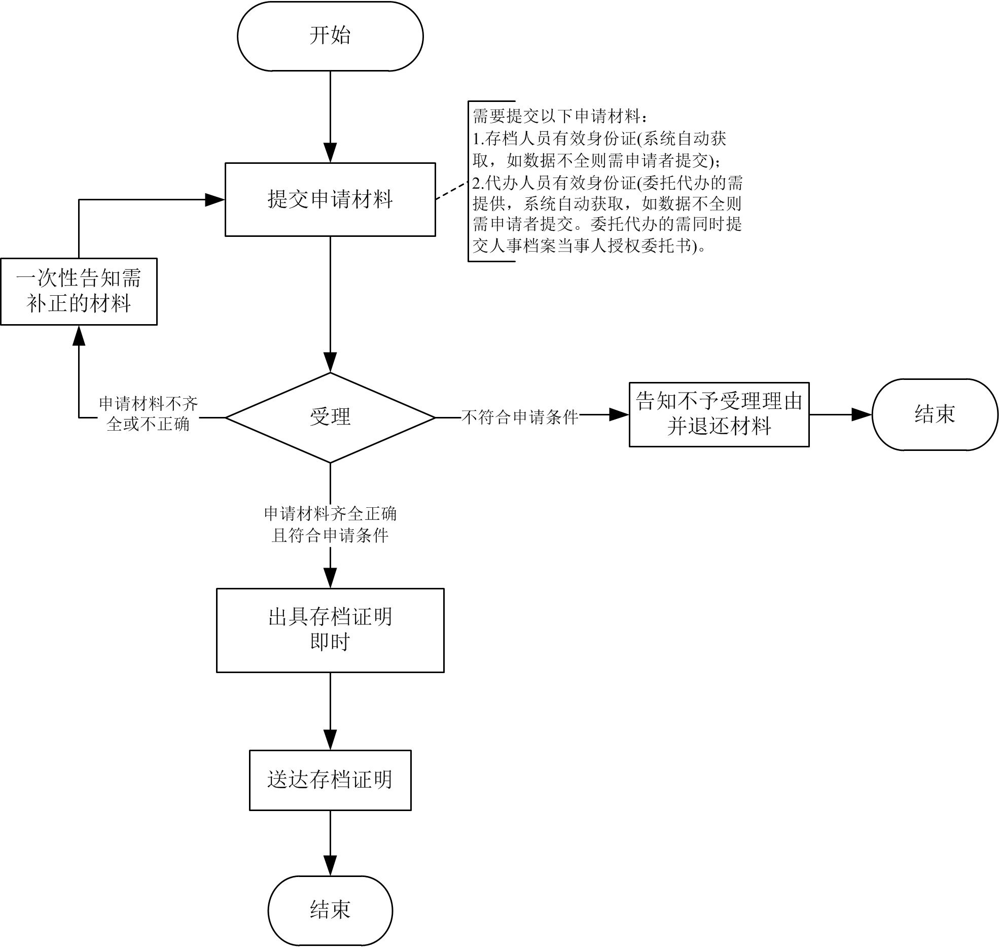 开始
需要提交以下申请材料：
1.存档人员有效身份证(系统自动获
取，如数据不全则需申请者提交)；
2.代办人员有效身份证(委托代办的需
提供，系统自动获取，如数据不全则
需申请者提交。委托代办的需同时提
交人事档案当事人授权委托书)。
提交申请材料
一次性告知需
补正的材料
申请材料不齐
全或不正确
受理
不符合申请条件
告知不予受理理由
并退还材料
结束
申请材料齐全正确
且符合申请条件
出具存档证明
即时
送达存档证明
结束